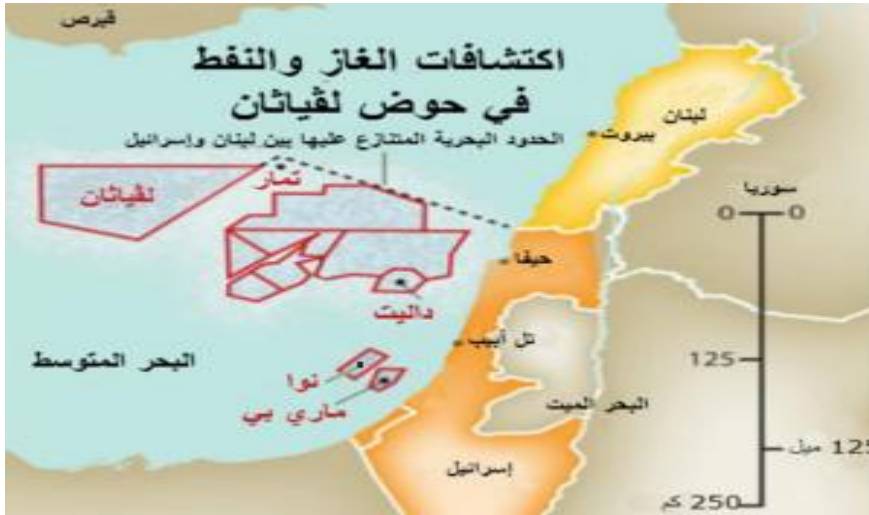 قبرص
اكتشافات الغاز والنفط
في حوض لڤياثان
الحدود البحرية المتنازع عليها بين لبنان وإسرائيل
لبنان
بيروت
تمار
لڤياثان
سوريا
0 0
حيفا
داليت
تل أبيب
البحر المتوسط
125
نوا
ماري بي
البحر الميت
125 ميل
إسرائيل
250 كم